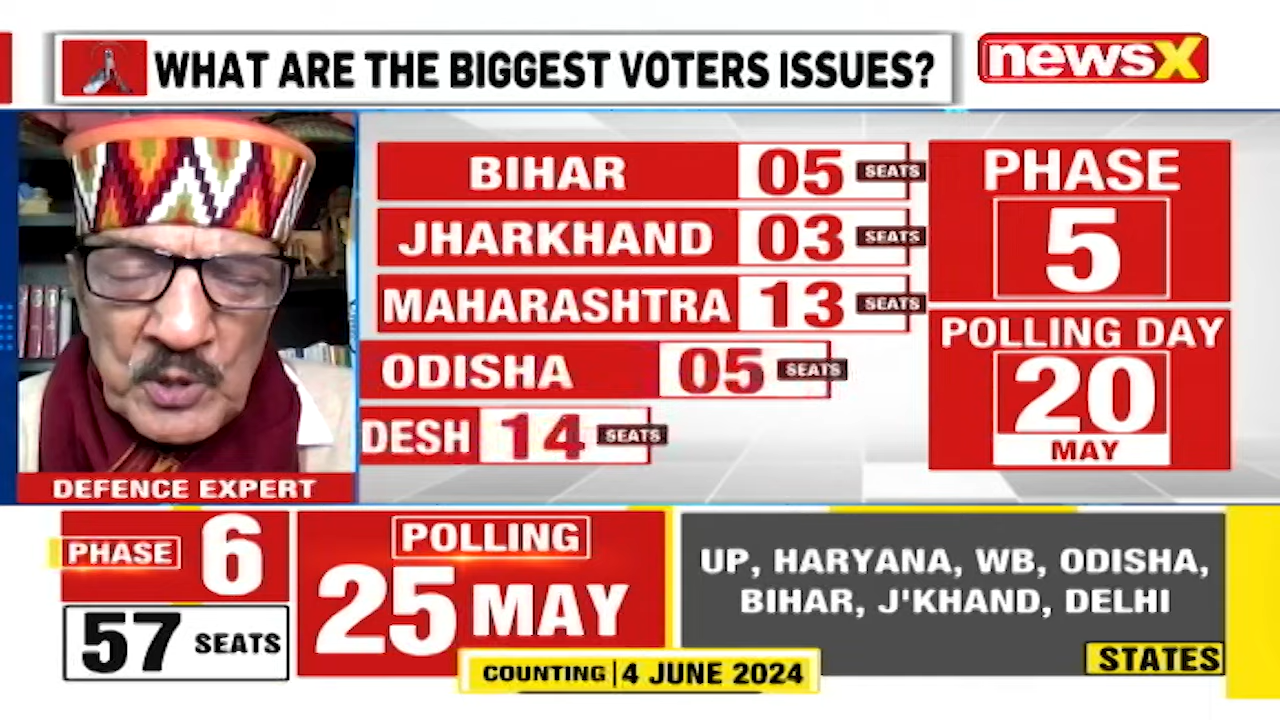 WHAT ARE THE BIGGEST VOTERS ISSUES?
newsX
BIHAR 05 SEATS
JHARKHAND 03 SEATS
MAHARASHTRA 13 SEATS
ODISHA 05 SEATS
DESH 14 SEATS
PHASE
5
POLLING DAY
20
MAY
DEFENCE EXPERT
PHASE 6
57 SEATS
POLLING
25 MAY
UP, HARYANA, WB, ODISHA,
BIHAR, J'KHAND, DELHI
STATES
COUNTING | 4 JUNE 2024